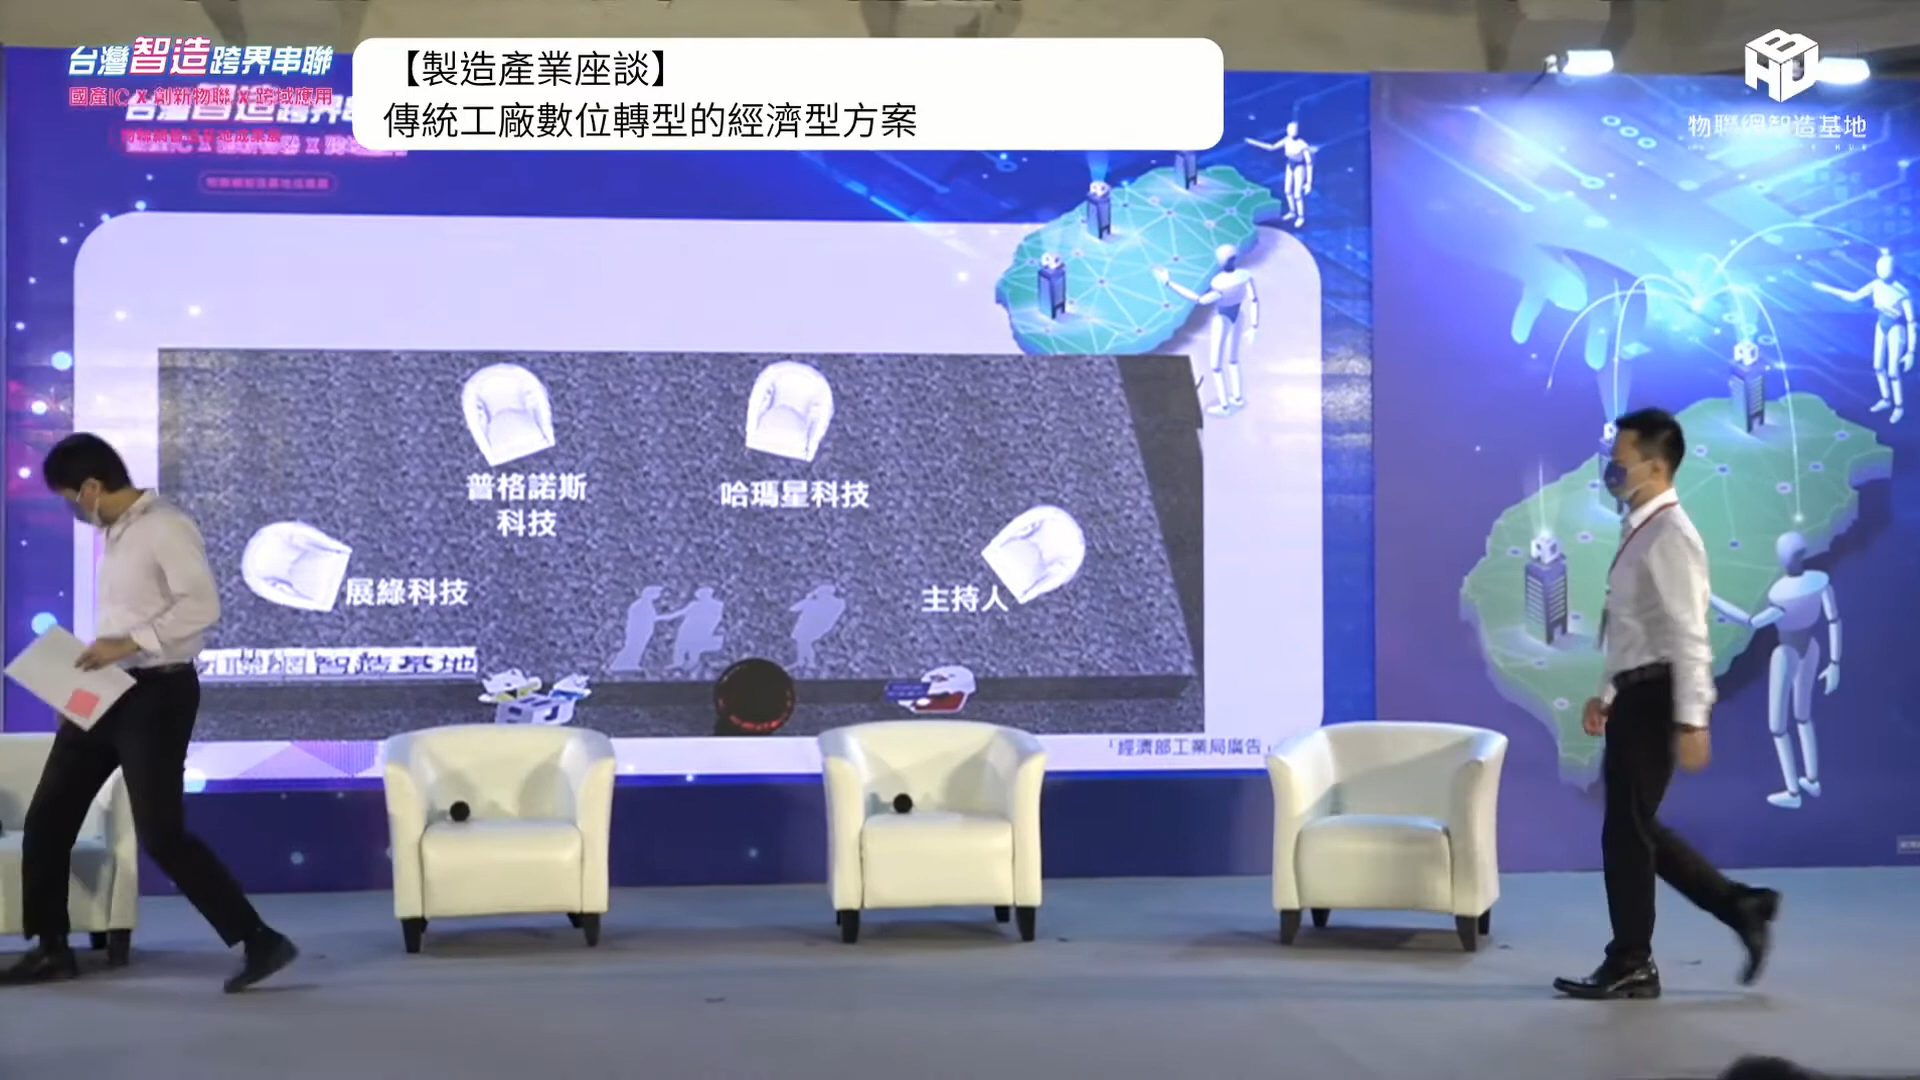 台灣智造跨界串聯
國產IC x 創新物聯 x 跨域應用
【製造產業座談】
傳統工廠數位轉型的經濟型方案
物聯網智造基地
普格諾斯
科技
哈瑪星科技
展綠科技
主持人
「經濟部工業局廣告」